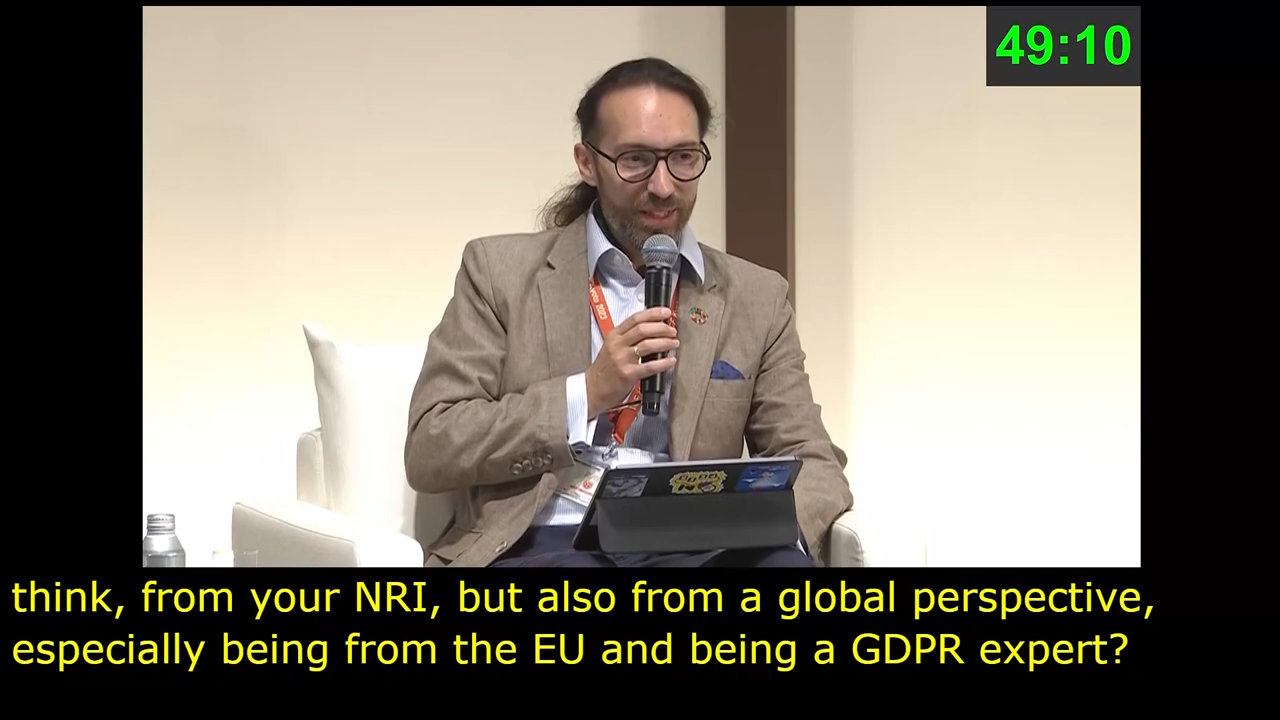 49:10
think, from your NRI, but also from a global perspective,
especially being from the EU and being a GDPR expert?